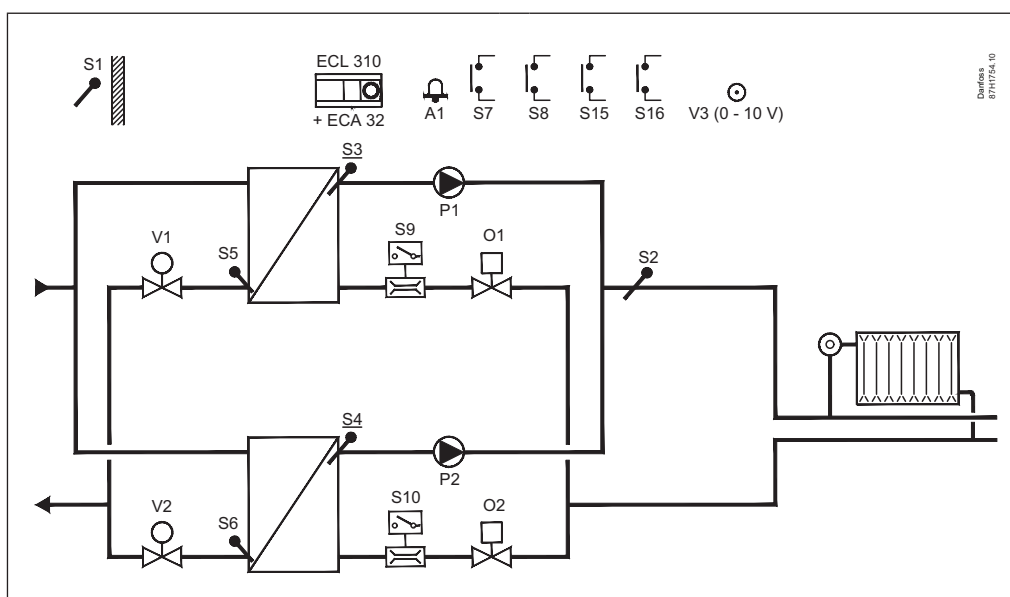 S1
ECL 310
+ ECA 32
A1
S7
S8
S15
S16
V3 (0 - 10 V)
Danfoss
87H1754.10
S3
P1
V1
S5
S9
O1
S2
S4
P2
V2
S6
S10
O2